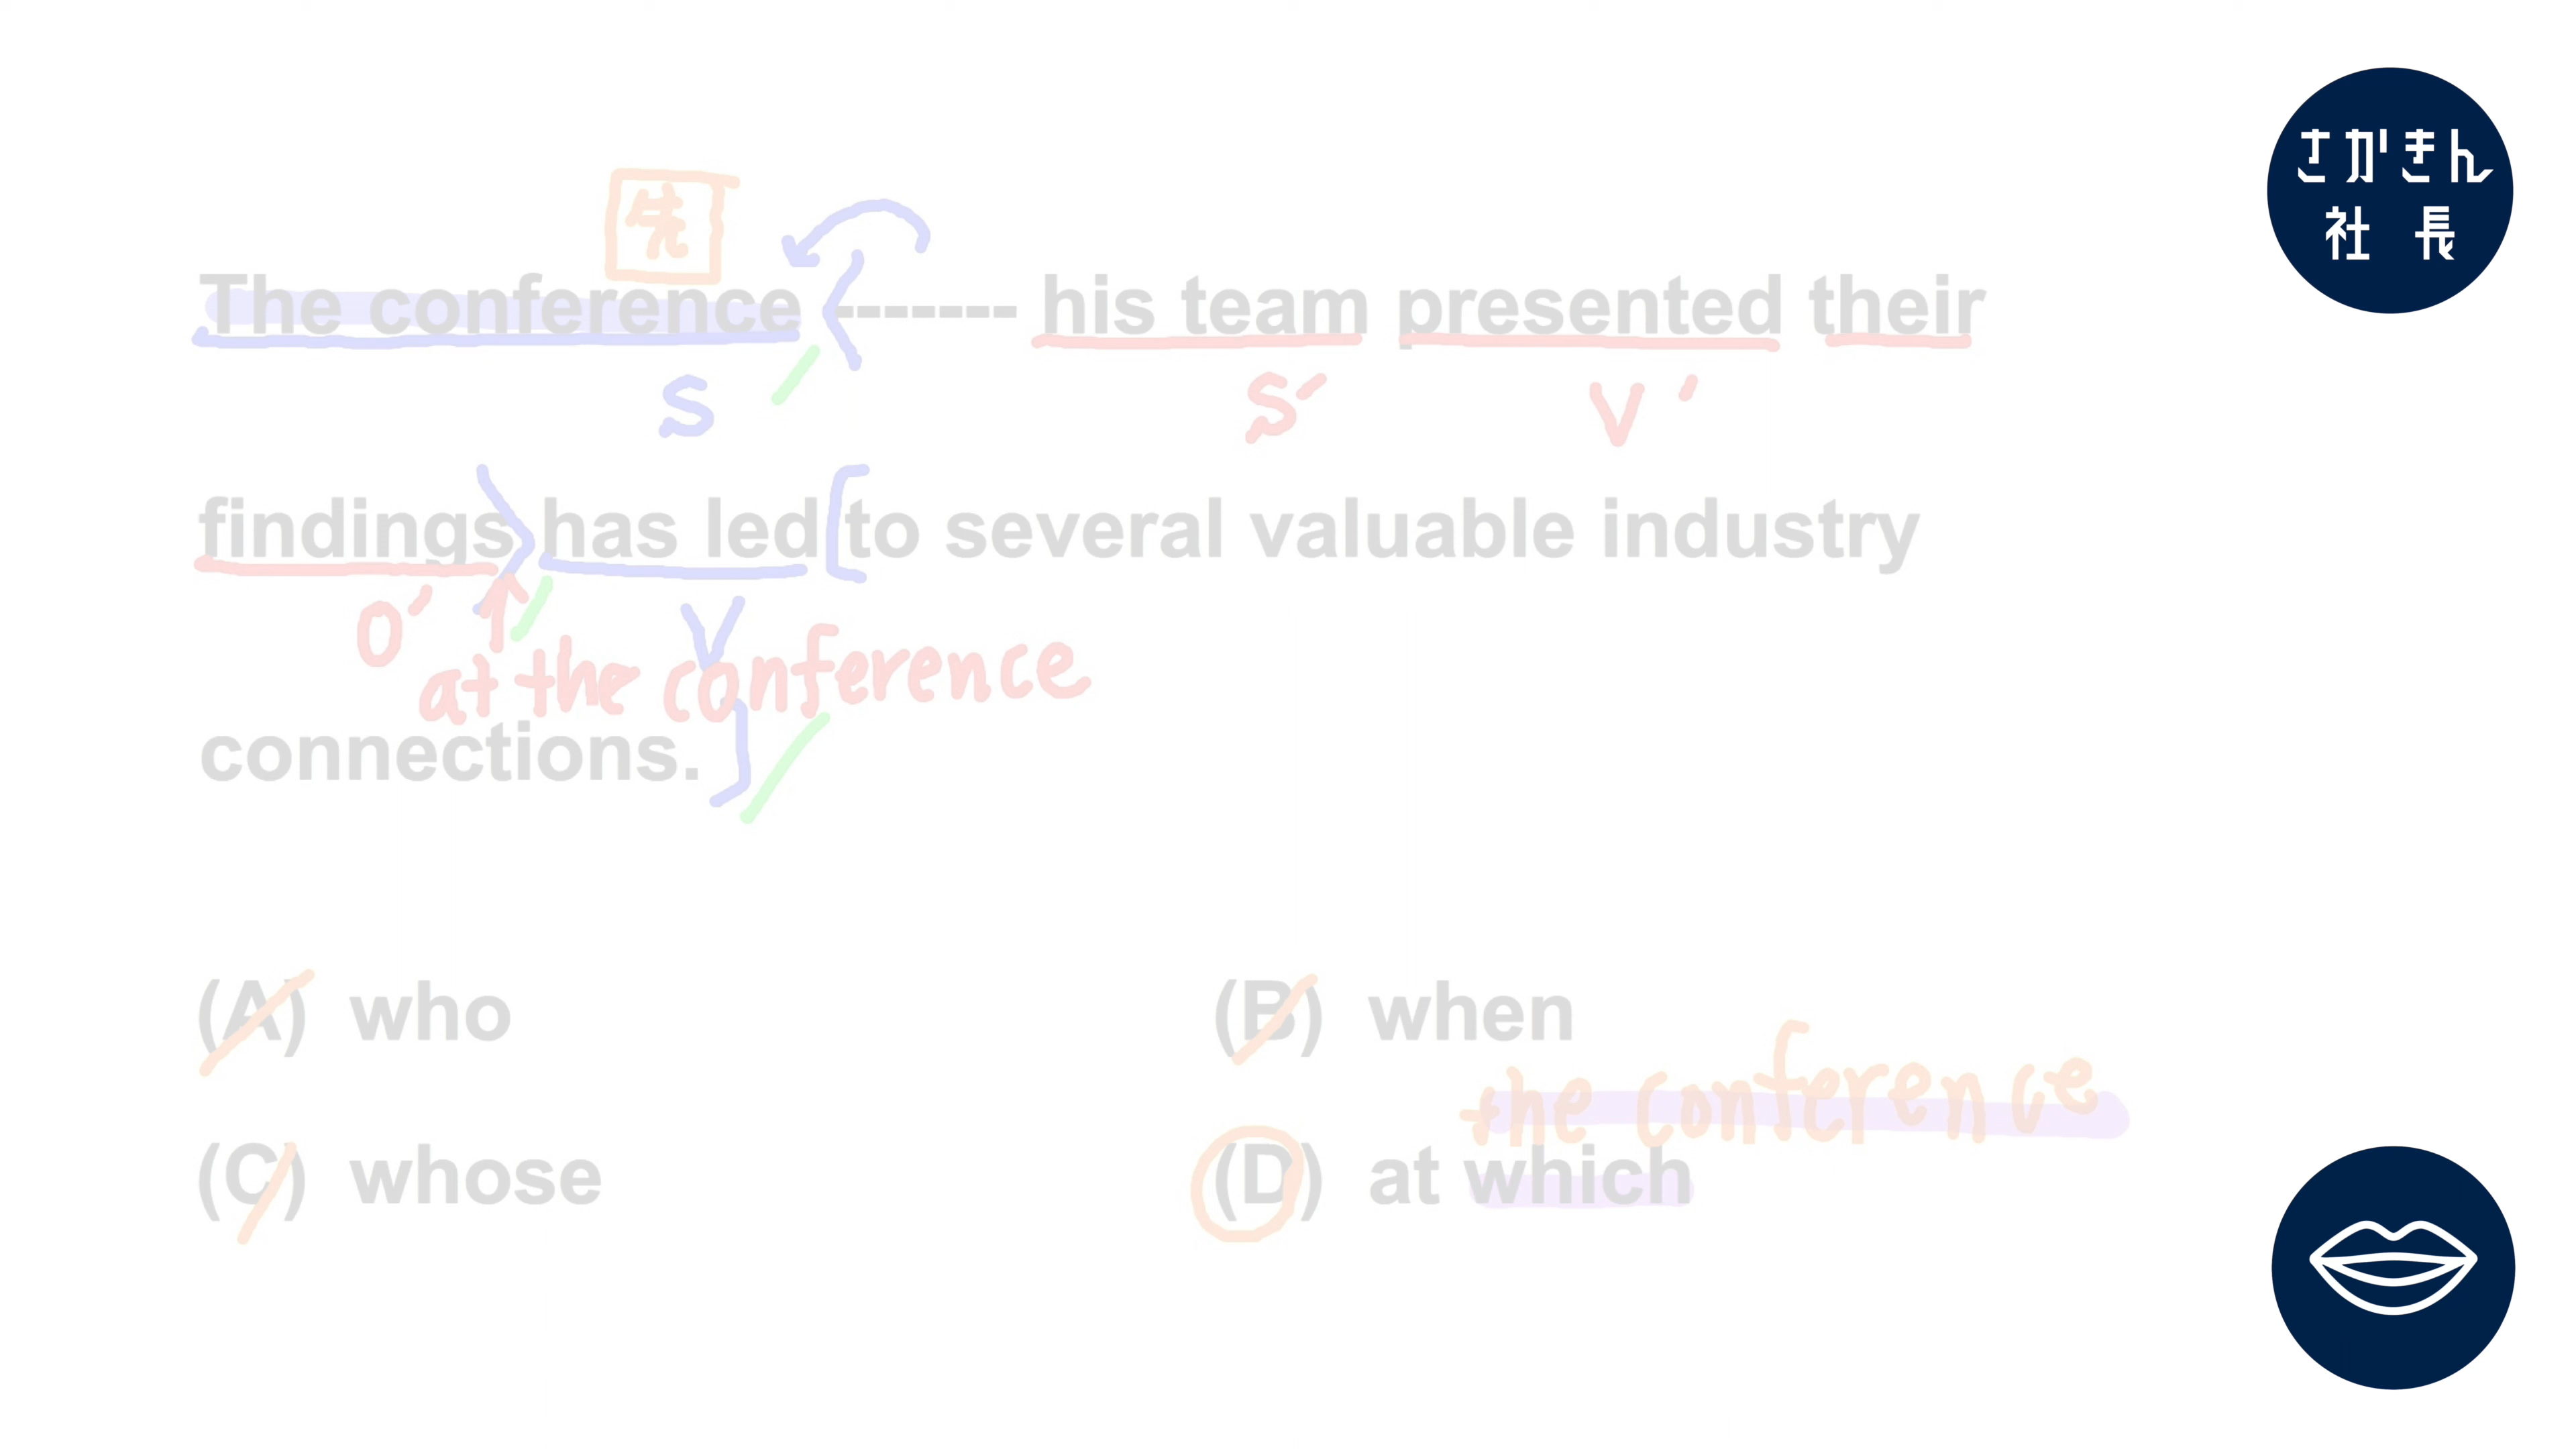 さかきん
社長
先
The conference ------- his team presented their
S S' V'
findings has led to several valuable industry
O' V
at the conference
connections.
(A) who
(B) when
the conference
(C) whose
(D) at which